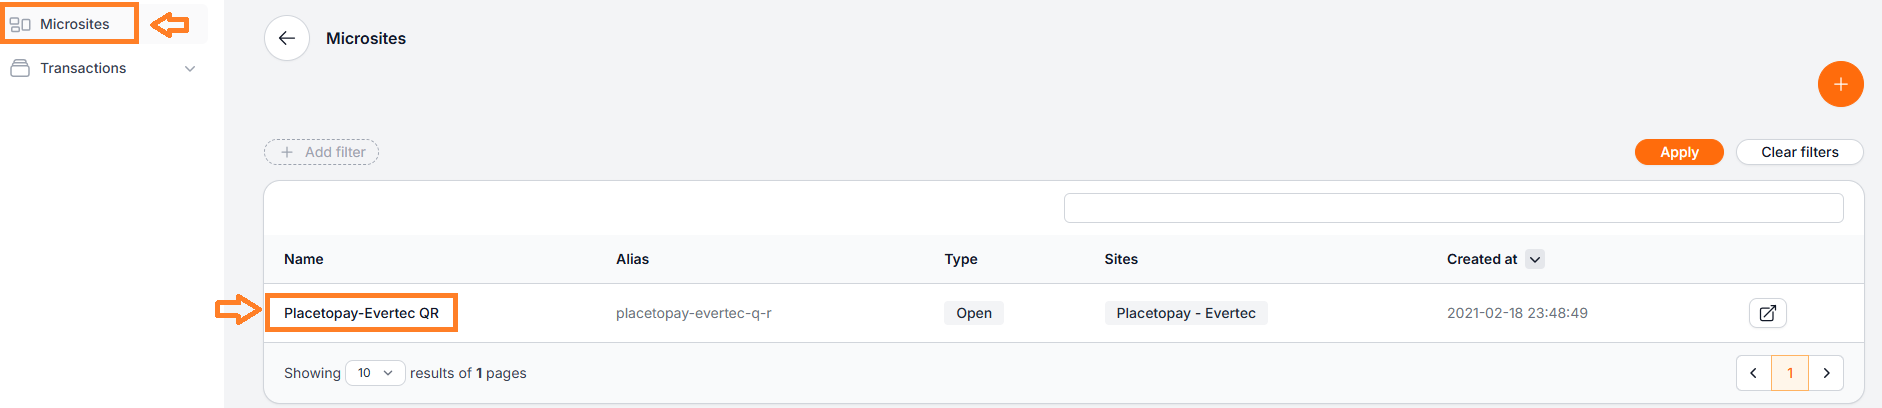 Microsites
Transactions
Microsites
Add filter
Apply
Clear filters
Name Alias Type Sites Created at
Placetopay-Evertec QR placetopay-evertec-q-r Open Placetopay - Evertec 2021-02-18 23:48:49
Showing 10 results of 1 pages
1